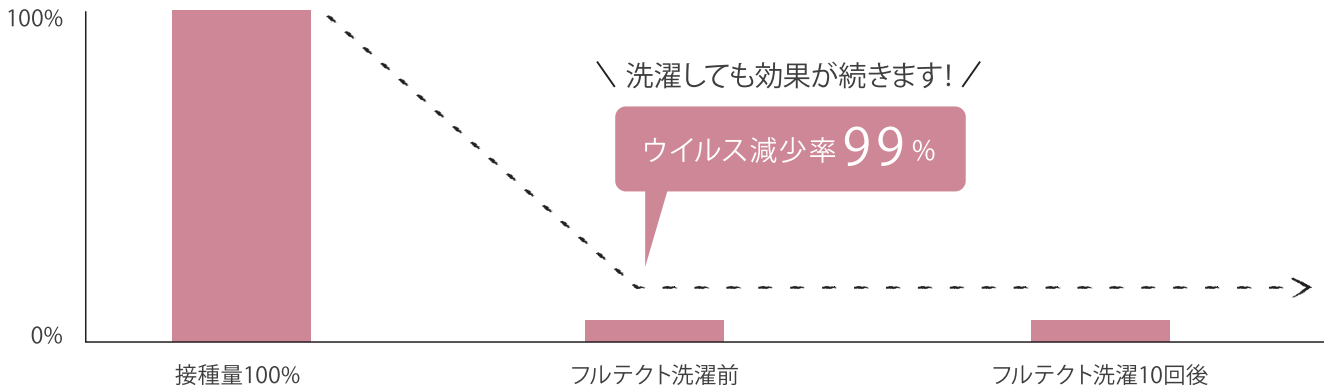 100%
\ 洗濯しても効果が続きます! /
ウイルス減少率99%
0%
接種量100%
フルテクト洗濯前
フルテクト洗濯10回後